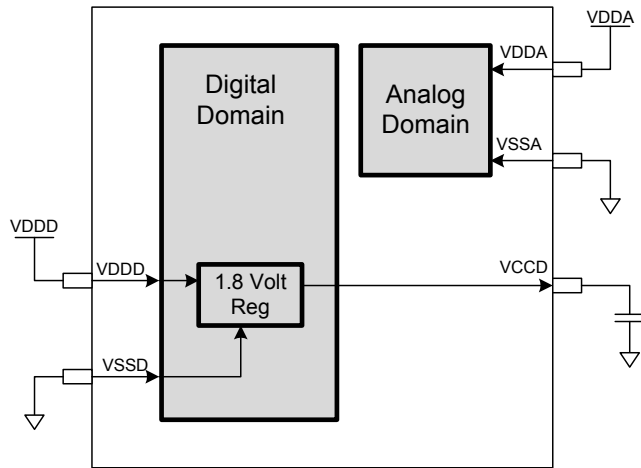 VDDA
VDDA
Digital
Domain
Analog
Domain
VSSA
VDDD
VDDD
1.8 Volt
Reg
VCCD
VSSD